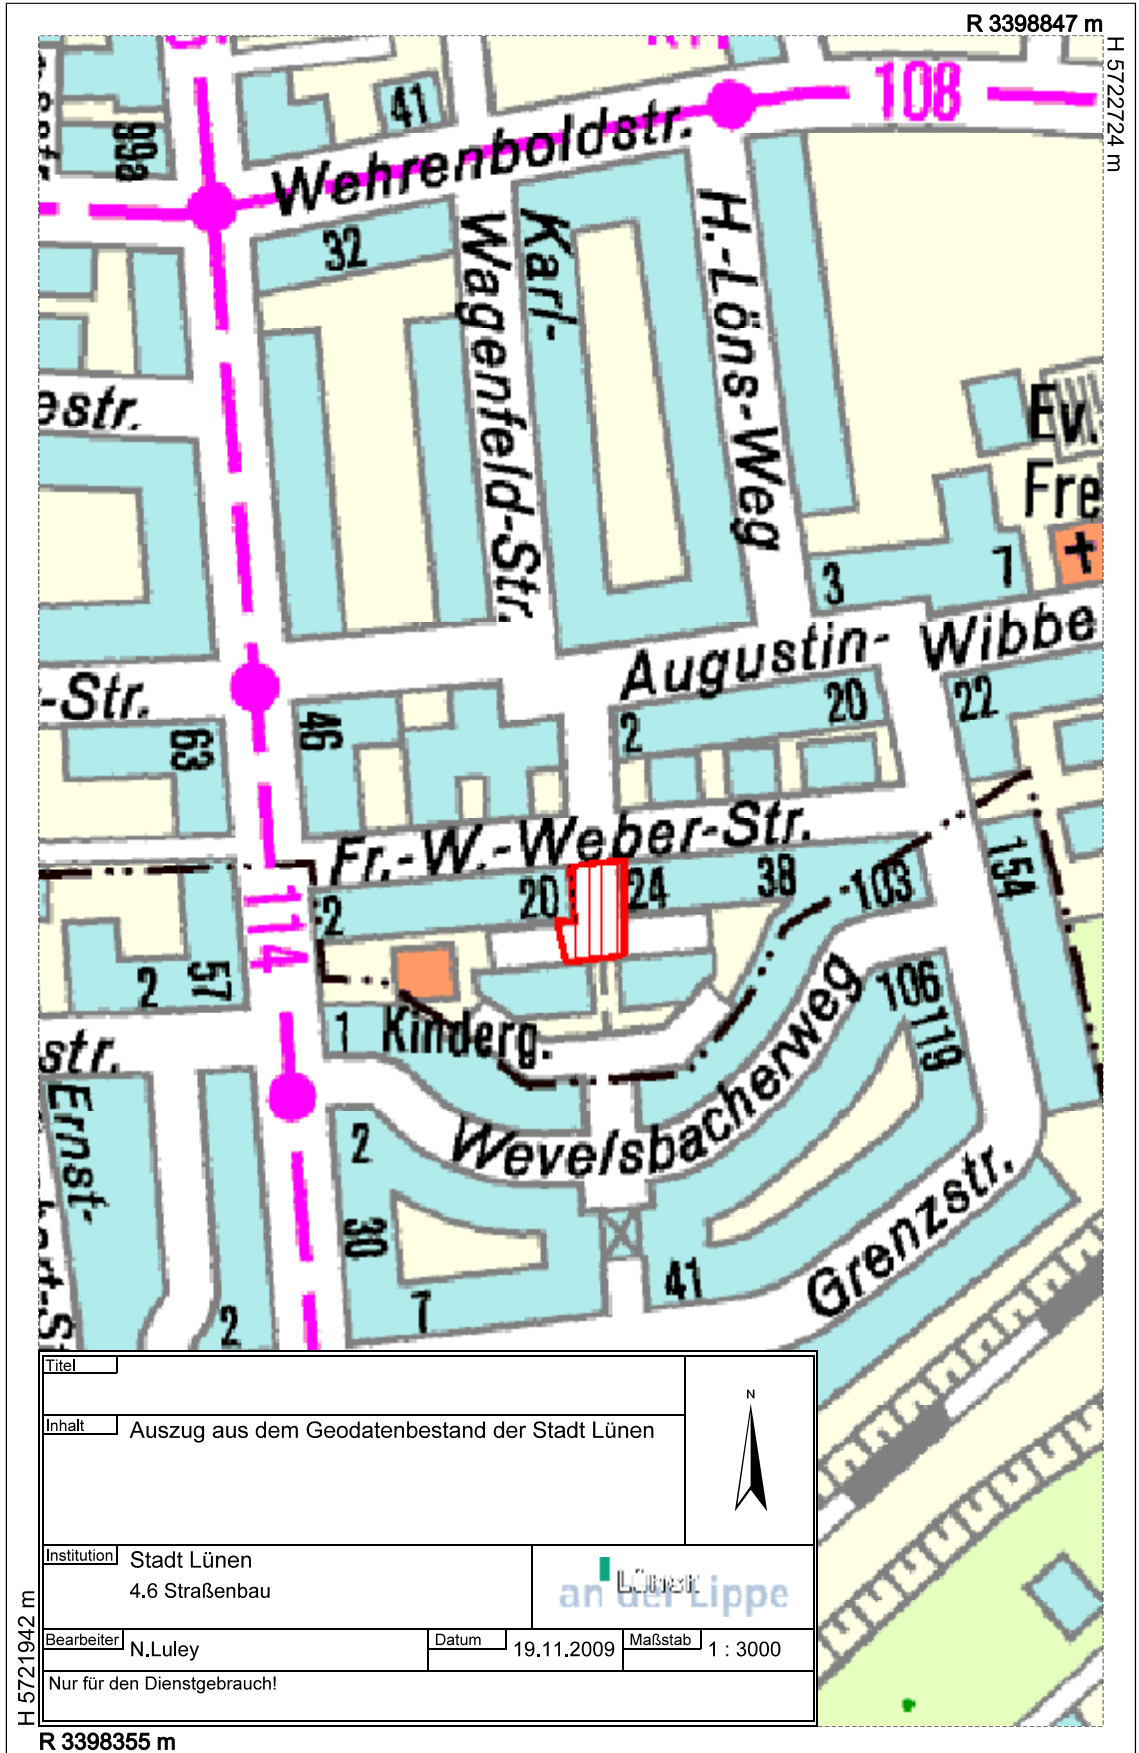 R 3398847 m
H 5722724 m
108
41
99a
Wehrenboldstr.
32
Karl-
Wagenfeld-Str.
H.-Löns-Weg
estr.
Ev.
Fre
3
7
Augustin-
Wibbe
-Str.
63
46
2
20
22
Fr.-W.-Weber-Str.
2
20
24
38
103
154
114
2
57
1
Kinderg.
106
119
str.
Ernst-
Wevelsbacherweg
2
30
7
41
2
Grenzstr.
Titel
Inhalt
Auszug aus dem Geodatenbestand der Stadt Lünen
N
Institution
Stadt Lünen
4.6 Straßenbau
Lünen
an der Lippe
Bearbeiter
N.Luley
Datum
19.11.2009
Maßstab
1 : 3000
Nur für den Dienstgebrauch!
H 5721942 m
R 3398355 m